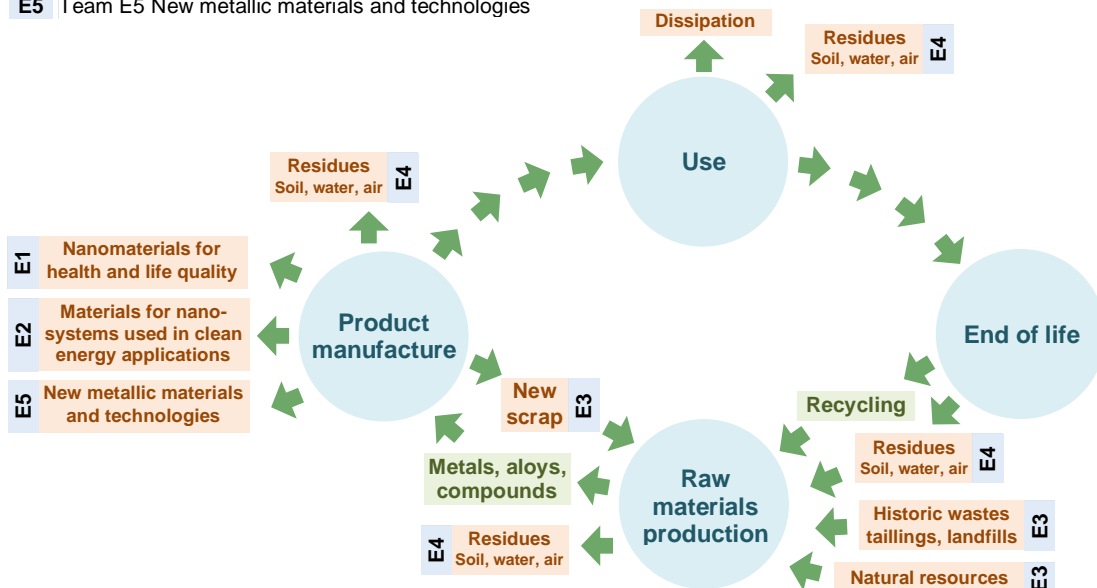 E5 Team E5 New metallic materials and technologies
Dissipation
Residues
Soil, water, air
E4
Use
Residues
Soil, water, air
E4
E1
Nanomaterials for
health and life quality
E2
Materials for nano-
systems used in clean
energy applications
E5
New metallic materials
and technologies
Product
manufacture
End of life
New
scrap
E3
Recycling
Metals, aloys,
compounds
Raw
materials
production
Residues
Soil, water, air
E4
E4
Residues
Soil, water, air
Historic wastes
taillings, landfills
E3
Natural resources
E3